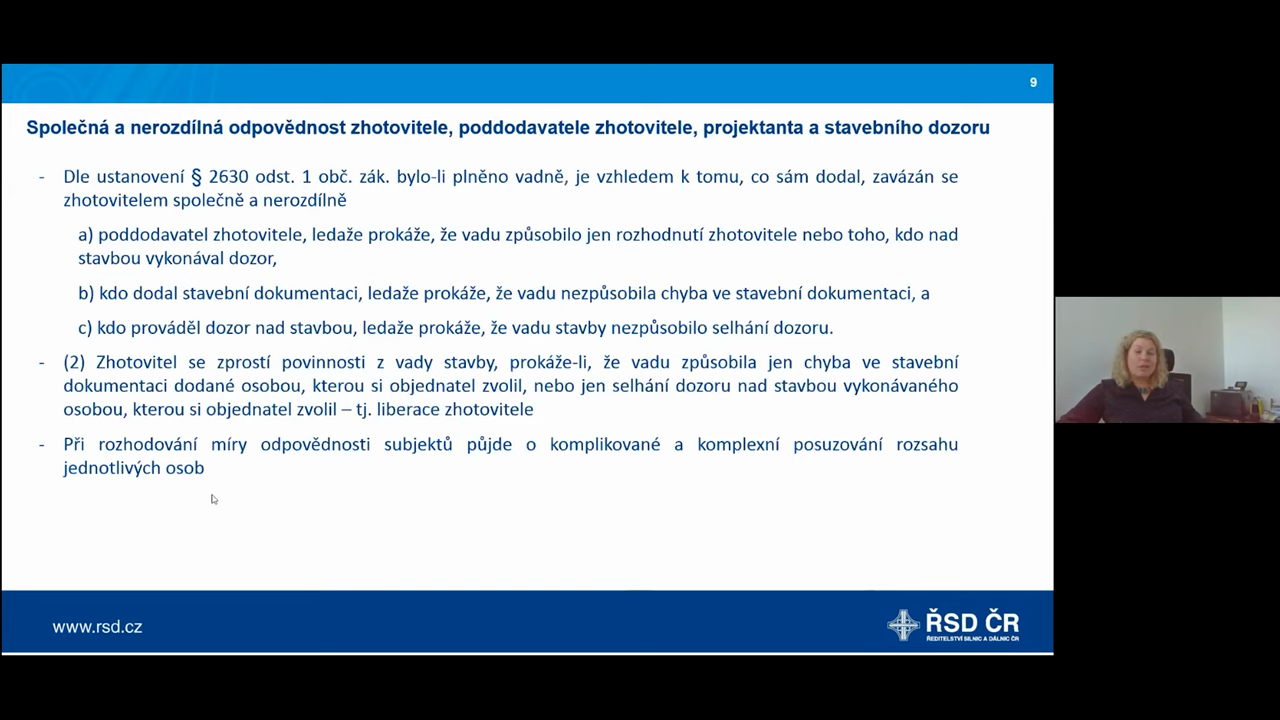 9
Společná a nerozdílná odpovědnost zhotovitele, poddodavatele zhotovitele, projektanta a stavebního dozoru
- Dle ustanovení § 2630 odst. 1 obč. zák. bylo-li plněno vadně, je vzhledem k tomu, co sám dodal, zavázán se
zhotovitelem společně a nerozdílně
a) poddodavatel zhotovitele, ledaže prokáže, že vadu způsobilo jen rozhodnutí zhotovitele nebo toho, kdo nad
stavbou vykonával dozor,
b) kdo dodal stavební dokumentaci, ledaže prokáže, že vadu nezpůsobila chyba ve stavební dokumentaci, a
c) kdo prováděl dozor nad stavbou, ledaže prokáže, že vadu stavby nezpůsobilo selhání dozoru.
- (2) Zhotovitel se zprostí povinnosti z vady stavby, prokáže-li, že vadu způsobila jen chyba ve stavební
dokumentaci dodané osobou, kterou si objednatel zvolil, nebo jen selhání dozoru nad stavbou vykonávaného
osobou, kterou si objednatel zvolil – tj. liberace zhotovitele
- Při rozhodování míry odpovědnosti subjektů půjde o komplikované a komplexní posuzování rozsahu
jednotlivých osob
www.rsd.cz
ŘSD ČR
ŘEDITELSTVÍ SILNIC A DÁLNIC ČR